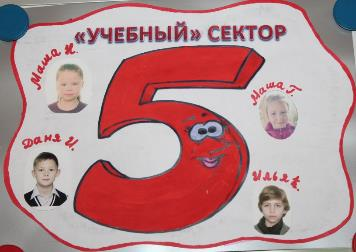 «УЧЕБНЫЙ» СЕКТОР
Маша Н.
Маша Г.
5
Даня И.
Илья К.